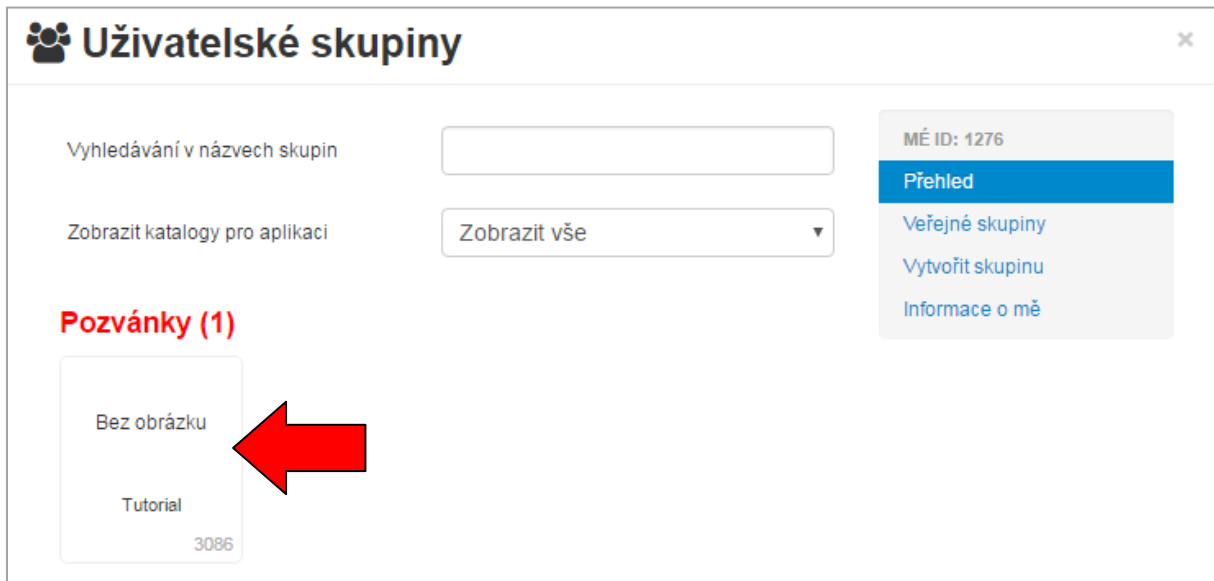 Uživatelské skupiny
×
Vyhledávání v názvech skupin
Zobrazit katalogy pro aplikaci
Zobrazit vše
MÉ ID: 1276
Přehled
Veřejné skupiny
Vytvořit skupinu
Informace o mě
Pozvánky (1)
Bez obrázku
Tutorial
3086